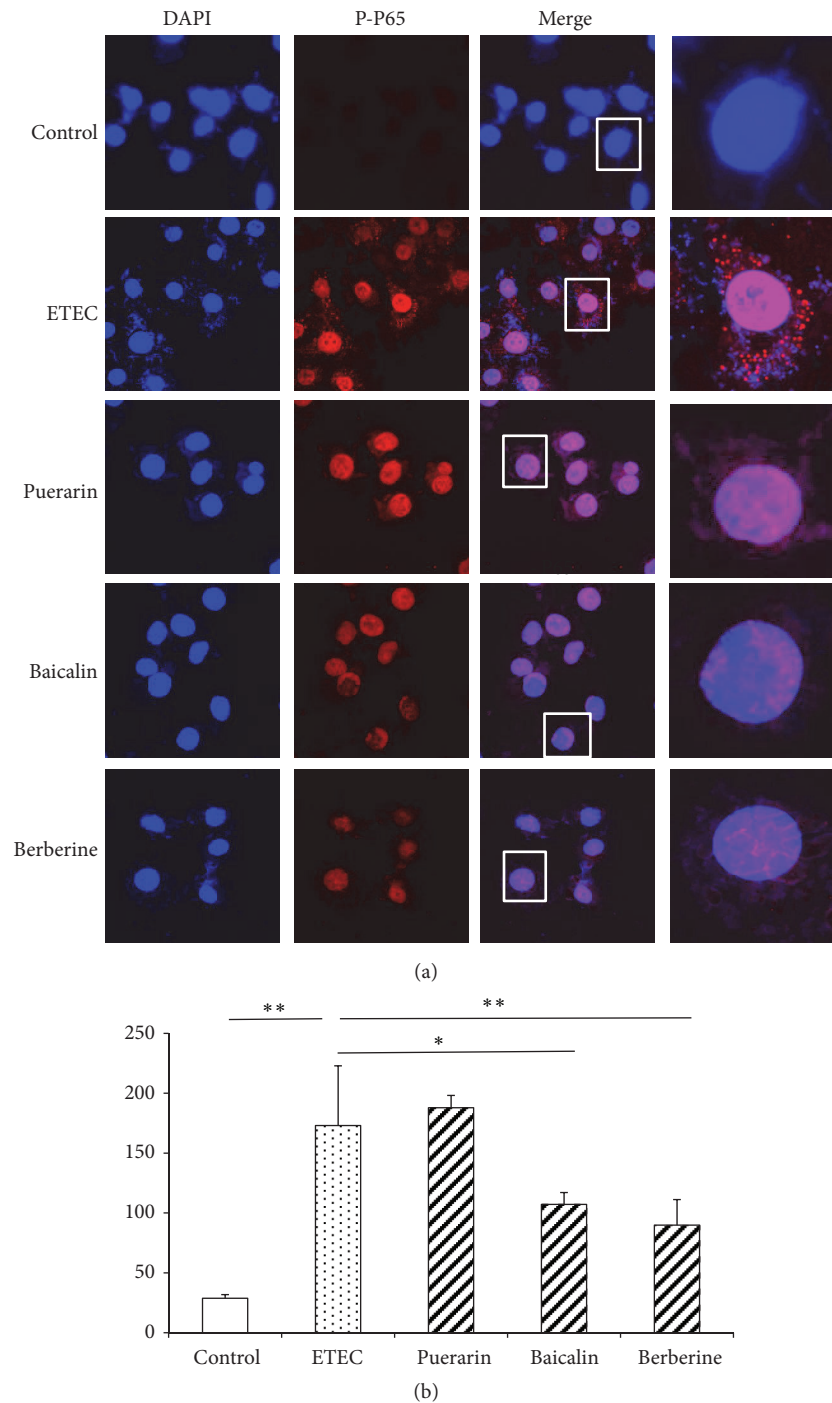 DAPI P-P65 Merge
Control
ETEC
Puerarin
Baicalin
Berberine
(a)
** **
*
250
200
150
100
50
0
Control ETEC Puerarin Baicalin Berberine
(b)